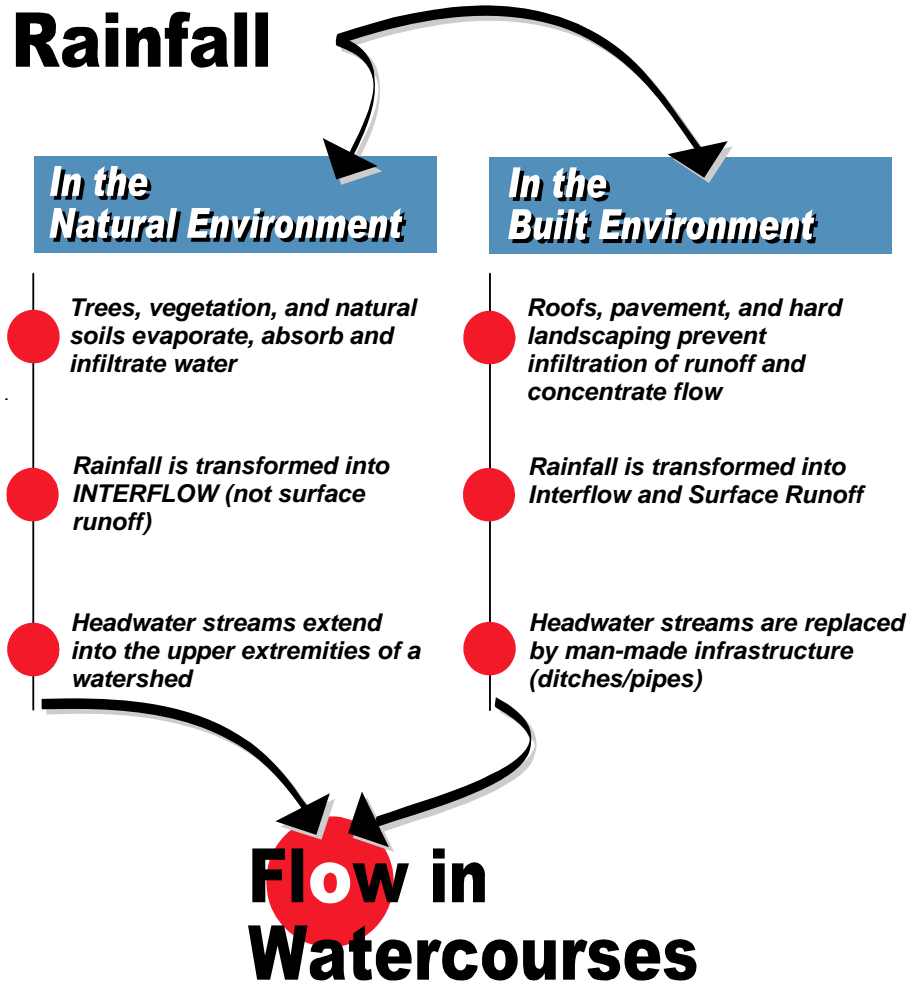 Rainfall
In the
Natural Environment
Trees, vegetation, and natural
soils evaporate, absorb and
infiltrate water
Rainfall is transformed into
INTERFLOW (not surface
runoff)
Headwater streams extend
into the upper extremities of a
watershed
In the
Built Environment
Roofs, pavement, and hard
landscaping prevent
infiltration of runoff and
concentrate flow
Rainfall is transformed into
Interflow and Surface Runoff
Headwater streams are replaced
by man-made infrastructure
(ditches/pipes)
Flow in
Watercourses